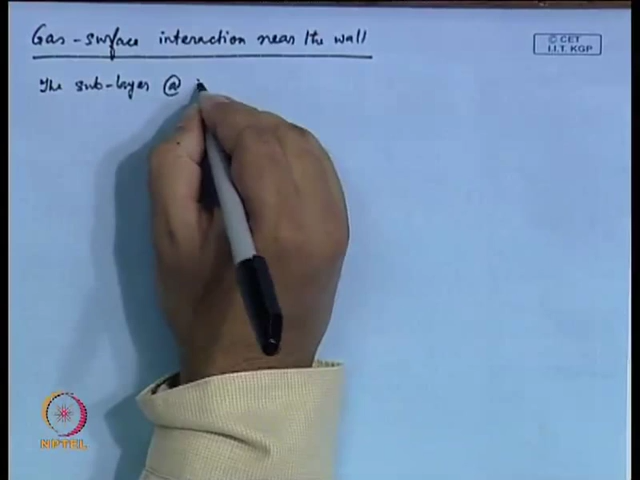 Gas-surface interaction near the wall
© CET
I.I.T. KGP
The sub-layer @ i
NPTEL